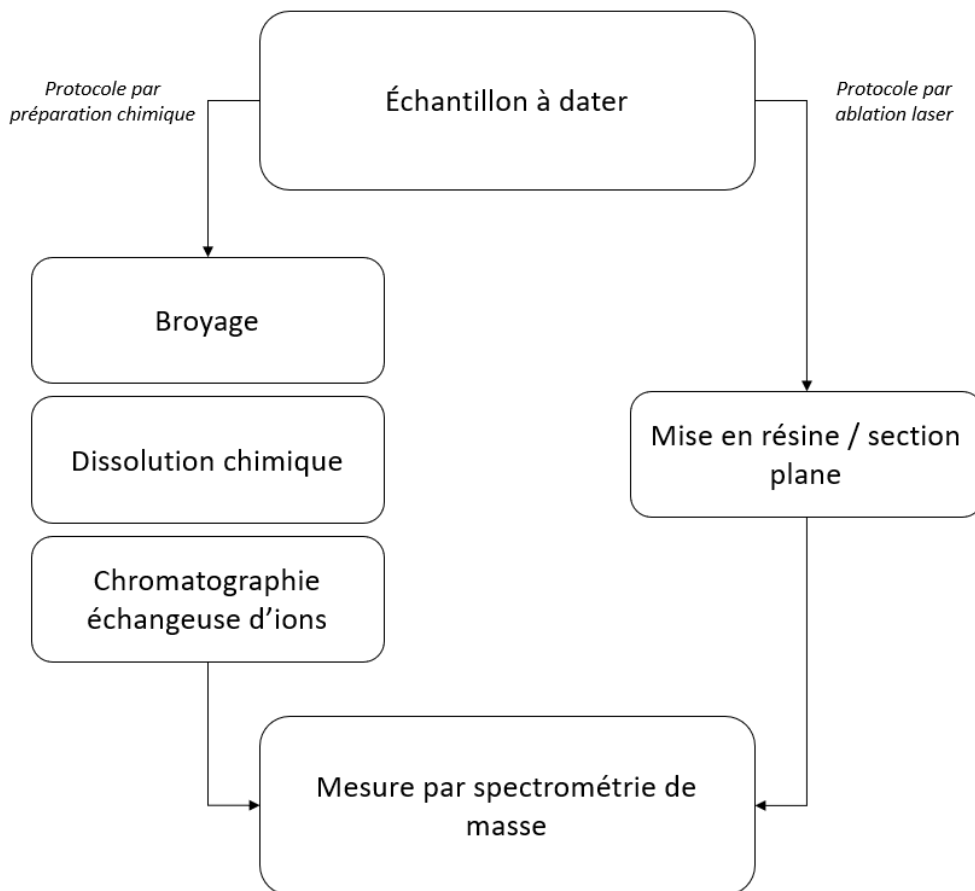 Protocole par
préparation chimique
Échantillon à dater
Protocole par
ablation laser
Broyage
Dissolution chimique
Chromatographie
échangeuse d’ions
Mise en résine / section
plane
Mesure par spectrométrie de
masse